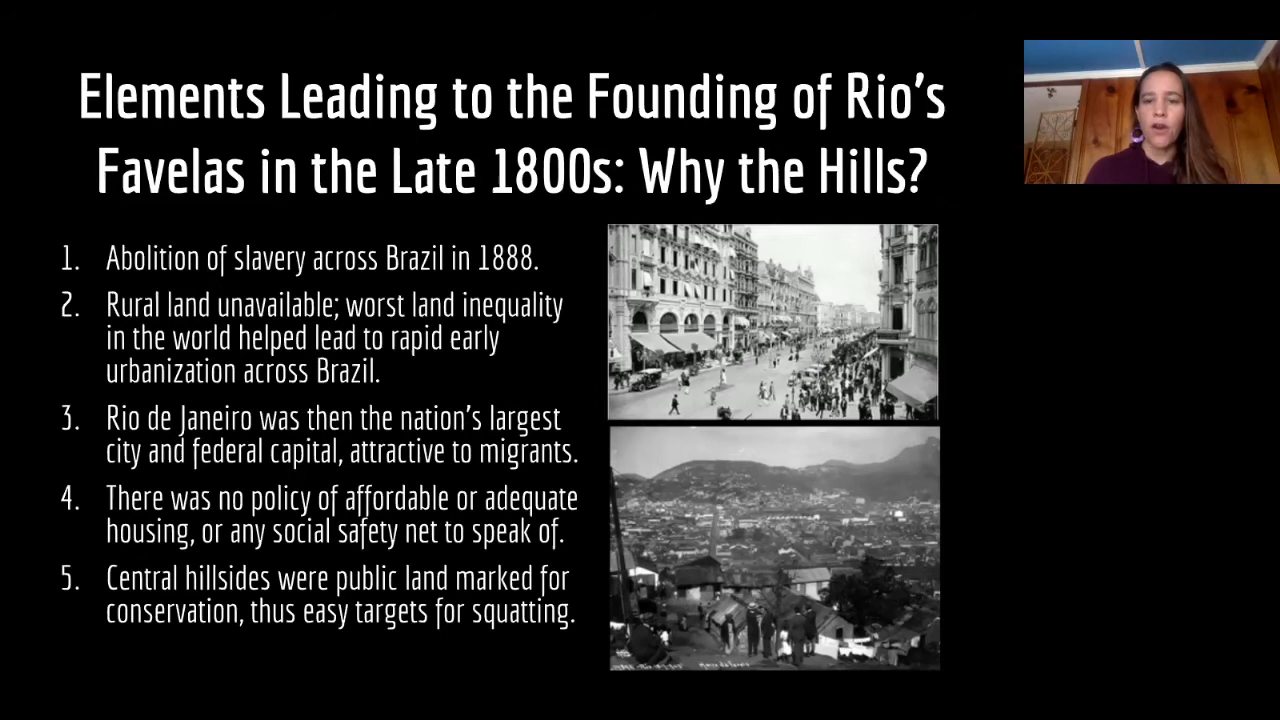 Elements Leading to the Founding of Rio's
Favelas in the Late 1800s: Why the Hills?
1. Abolition of slavery across Brazil in 1888.
2. Rural land unavailable; worst land inequality
in the world helped lead to rapid early
urbanization across Brazil.
3. Rio de Janeiro was then the nation's largest
city and federal capital, attractive to migrants.
4. There was no policy of affordable or adequate
housing, or any social safety net to speak of.
5. Central hillsides were public land marked for
conservation, thus easy targets for squatting.